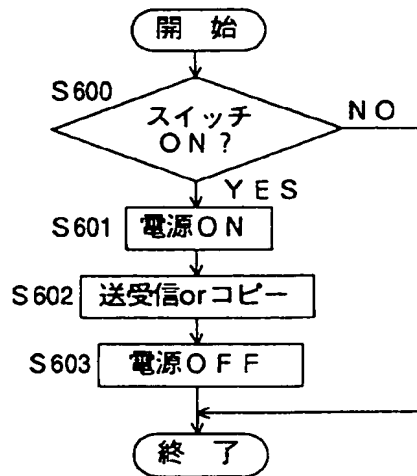 開 始
S600
スイッチ
ON?
NO
YES
S601
電源ON
S602
送受信orコピー
S603
電源OFF
終 了